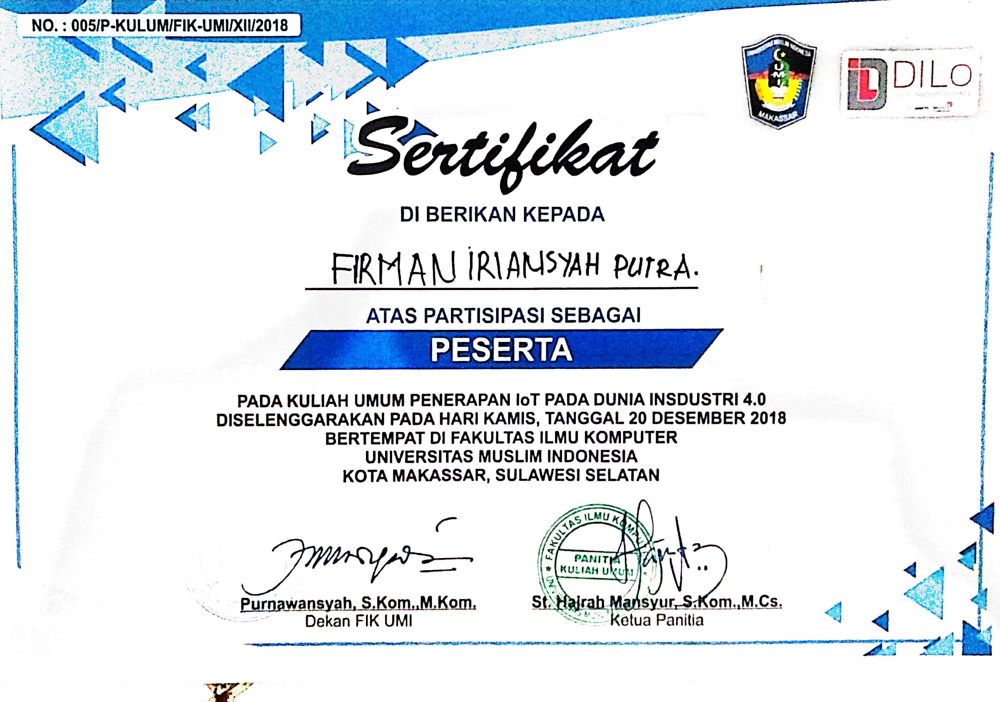 NO. : 005/P-KULUM/FIK-UMI/XII/2018
UMI
MAKASSAR
DILo
Sertifikat
DI BERIKAN KEPADA
FIRMAN IRIANSYAH PUTRA.
ATAS PARTISIPASI SEBAGAI
PESERTA
PADA KULIAH UMUM PENERAPAN IoT PADA DUNIA INSDUSTRI 4.0
DISELENGGARAKAN PADA HARI KAMIS, TANGGAL 20 DESEMBER 2018
BERTEMPAT DI FAKULTAS ILMU KOMPUTER
UNIVERSITAS MUSLIM INDONESIA
KOTA MAKASSAR, SULAWESI SELATAN
FAKULTAS ILMU
PANITIA
KULIAH UMUM
Purnawansyah, S.Kom.,M.Kom.
St. Hajrah Mansyur, S.Kom.,M.Cs.
Dekan FIK UMI
Ketua Panitia